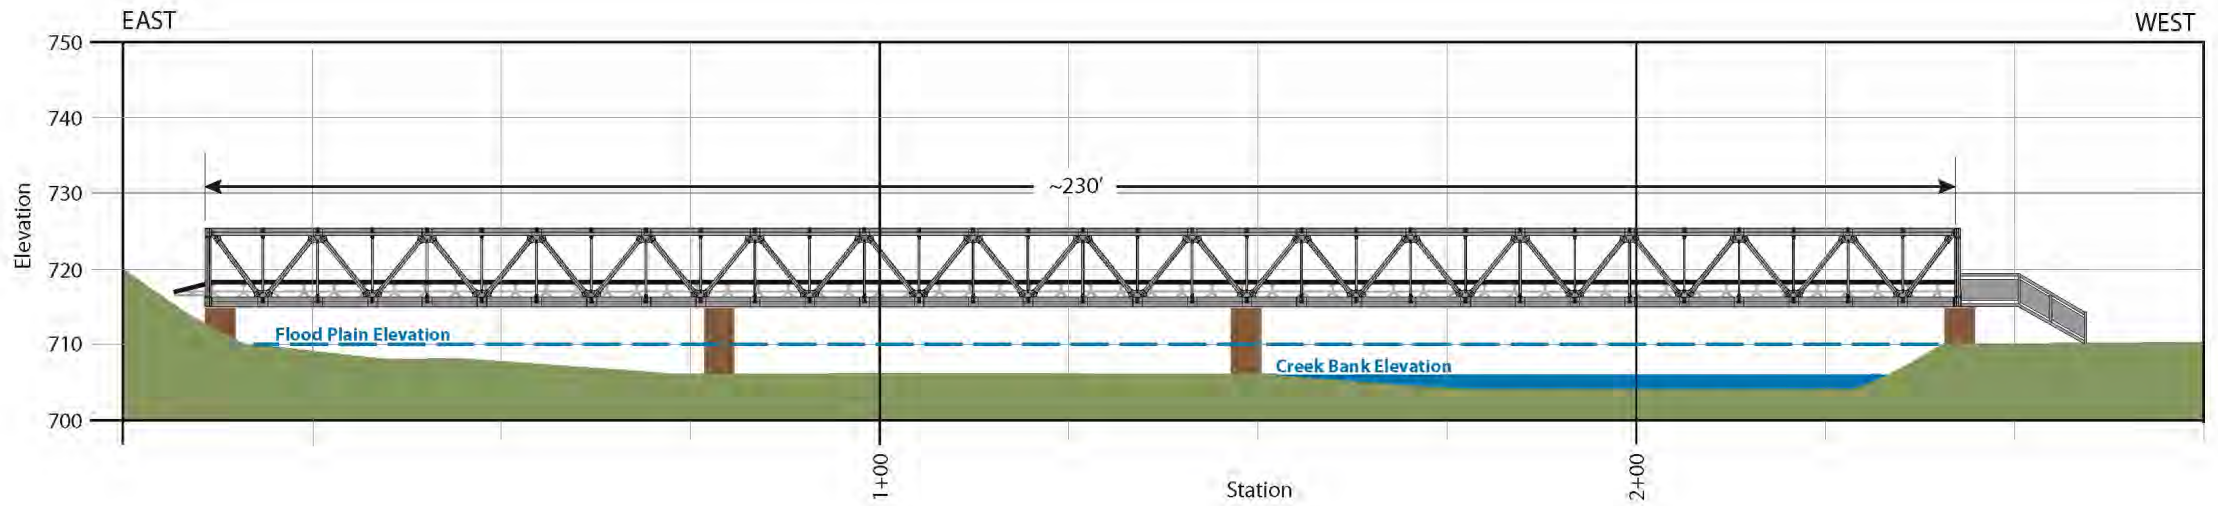 EAST
WEST
750
740
730
720
710
700
Elevation
~230'
Flood Plain Elevation
Creek Bank Elevation
1+00
2+00
Station